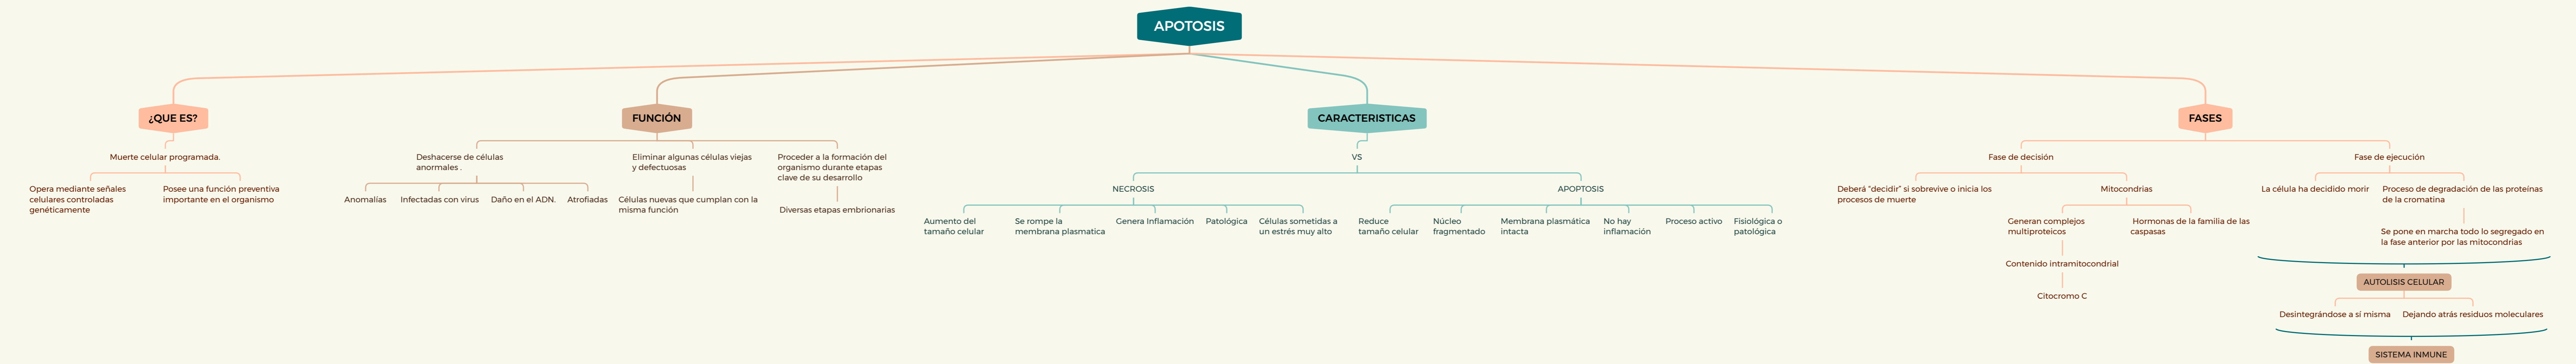 APOTOSIS
¿QUE ES?
Muerte celular programada.
Opera mediante señales
celulares controladas
genéticamente
Posee una función preventiva
importante en el organismo
FUNCIÓN
Deshacerse de células
anormales .
Anomalías
Infectadas con virus
Daño en el ADN.
Atrofiadas
Eliminar algunas células viejas
y defectuosas
Células nuevas que cumplan con la
misma función
Proceder a la formación del
organismo durante etapas
clave de su desarrollo
Diversas etapas embrionarias
CARACTERISTICAS
VS
NECROSIS
Aumento del
tamaño celular
Se rompe la
membrana plasmatica
Genera Inflamación
Patológica
Células sometidas a
un estrés muy alto
APOPTOSIS
Reduce
tamaño celular
Núcleo
fragmentado
Membrana plasmática
intacta
No hay
inflamación
Proceso activo
Fisiológica o
patológica
FASES
Fase de decisión
Deberá "decidir" si sobrevive o inicia los
procesos de muerte
Mitocondrias
Generan complejos
multiproteicos
Contenido intramitocondrial
Citocromo C
Hormonas de la familia de las
caspasas
Fase de ejecución
La célula ha decidido morir
Proceso de degradación de las proteínas
de la cromatina
Se pone en marcha todo lo segregado en
la fase anterior por las mitocondrias
AUTOLISIS CELULAR
Desintegrándose a sí misma
Dejando atrás residuos moleculares
SISTEMA INMUNE